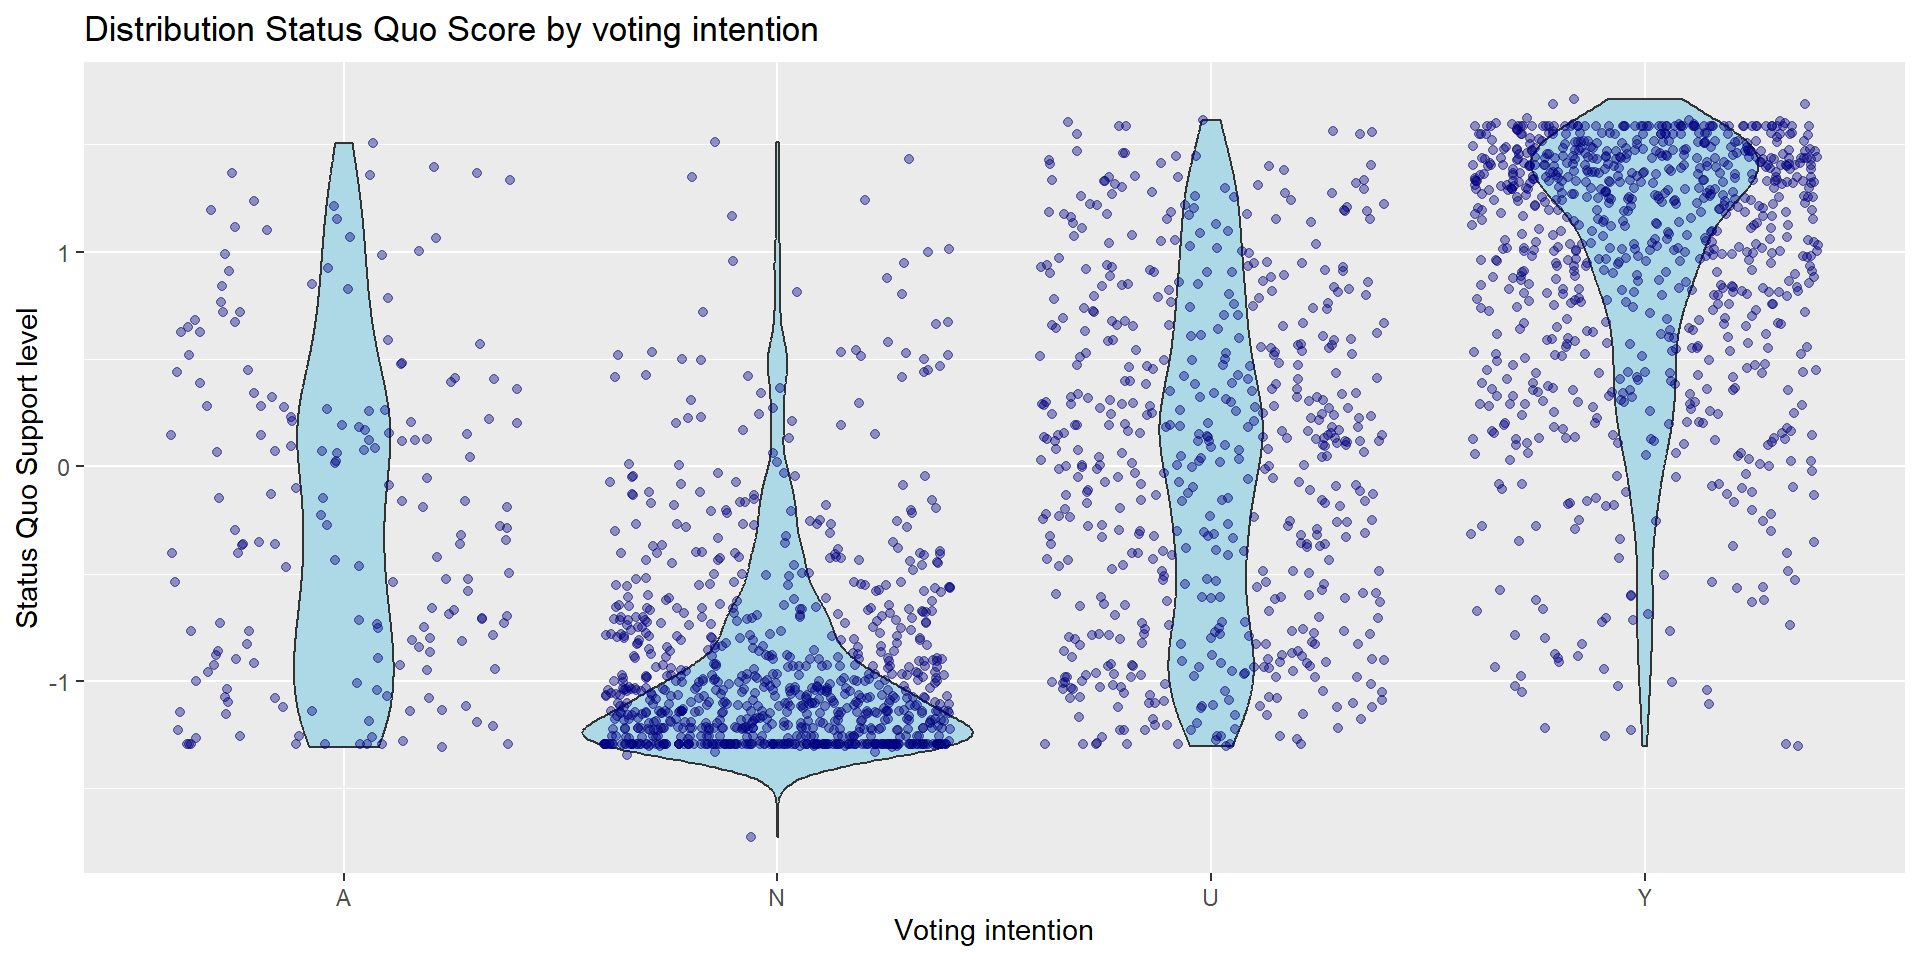 Distribution Status Quo Score by voting intention
Status Quo Support level
1
0
-1
A
N
U
Y
Voting intention